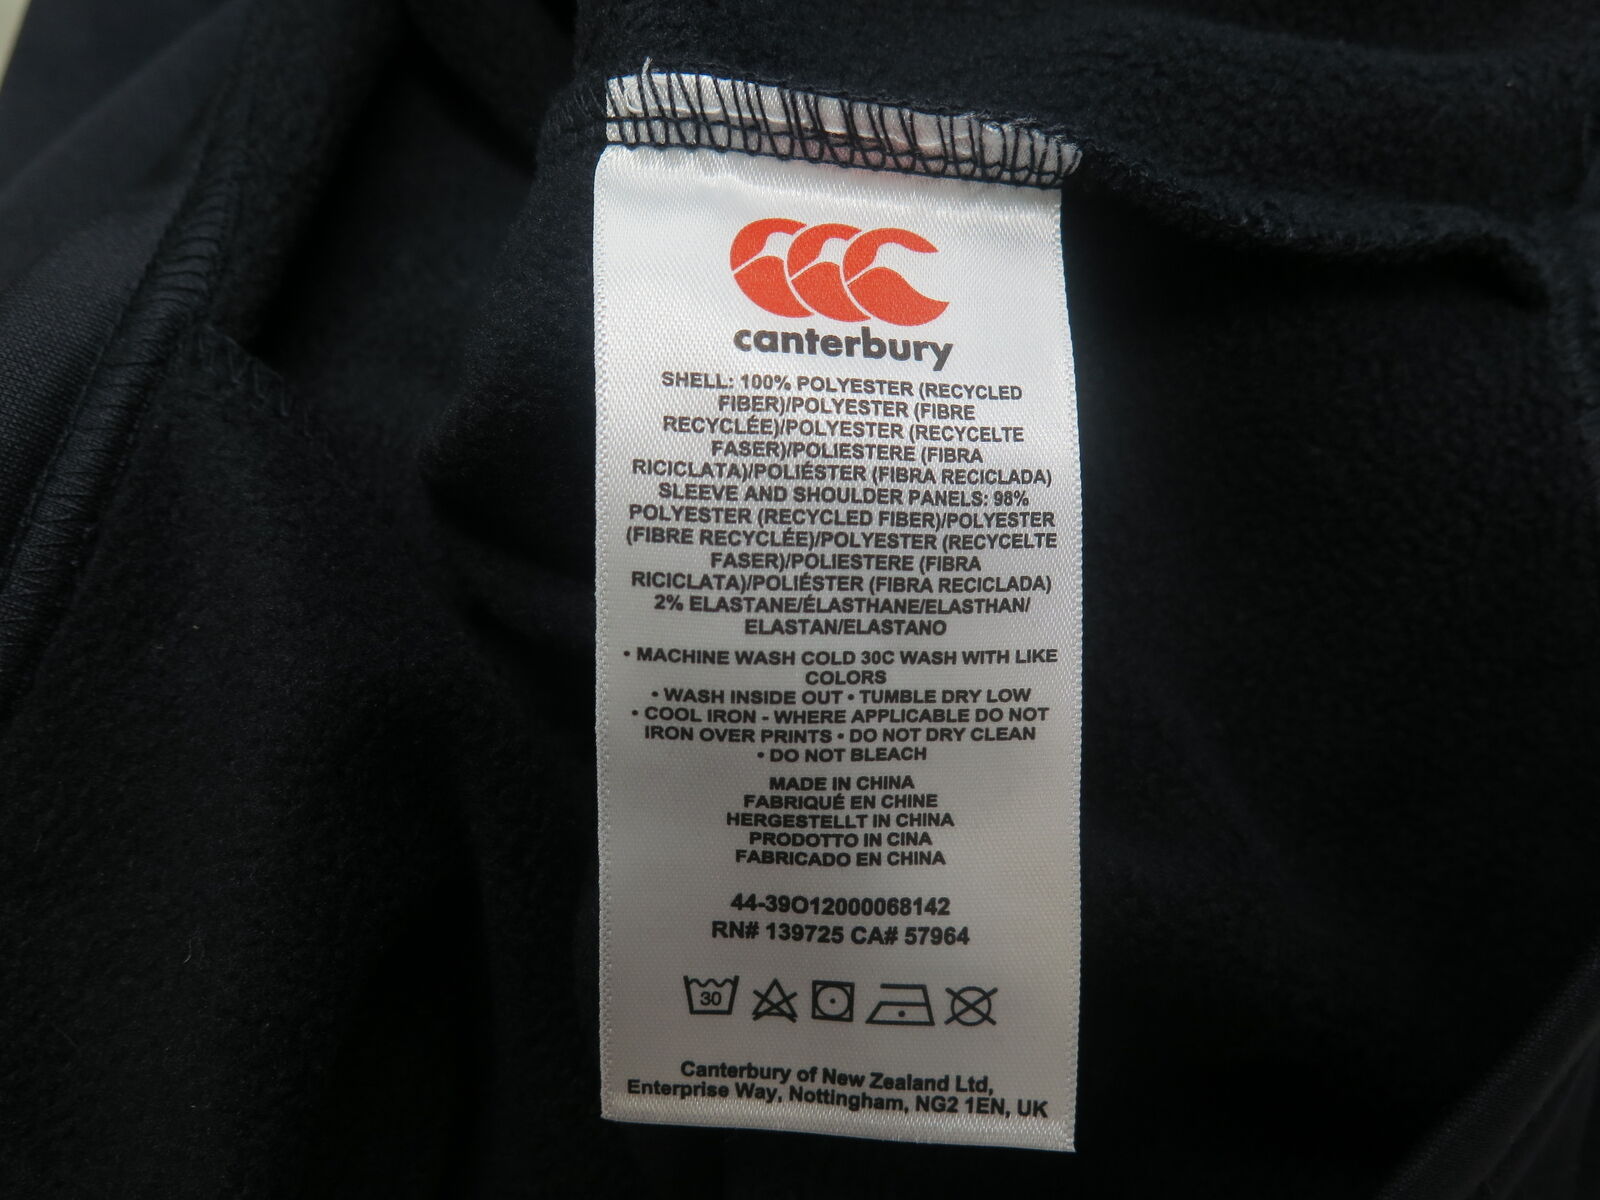 canterbury
SHELL: 100% POLYESTER (RECYCLED
FIBER)/POLYESTER (FIBRE
RECYCLÉE)/POLYESTER (RECYCELTE
FASER)/POLIESTERE (FIBRA
RICICLATA)/POLIÉSTER (FIBRA RECICLADA)
SLEEVE AND SHOULDER PANELS: 98%
POLYESTER (RECYCLED FIBER)/POLYESTER
(FIBRE RECYCLÉE)/POLYESTER (RECYCELTE
FASER)/POLIESTERE (FIBRA
RICICLATA)/POLIÉSTER (FIBRA RECICLADA)
2% ELASTANE/ÉLASTHANE/ELASTHAN/
ELASTAN/ELASTANO
• MACHINE WASH COLD 30C WASH WITH LIKE
COLORS
• WASH INSIDE OUT • TUMBLE DRY LOW
• COOL IRON - WHERE APPLICABLE DO NOT
IRON OVER PRINTS • DO NOT DRY CLEAN
• DO NOT BLEACH
MADE IN CHINA
FABRIQUÉ EN CHINE
HERGESTELLT IN CHINA
PRODOTTO IN CINA
FABRICADO EN CHINA
44-39O12000068142
RN# 139725 CA# 57964
30
Canterbury of New Zealand Ltd,
Enterprise Way, Nottingham, NG2 1EN, UK